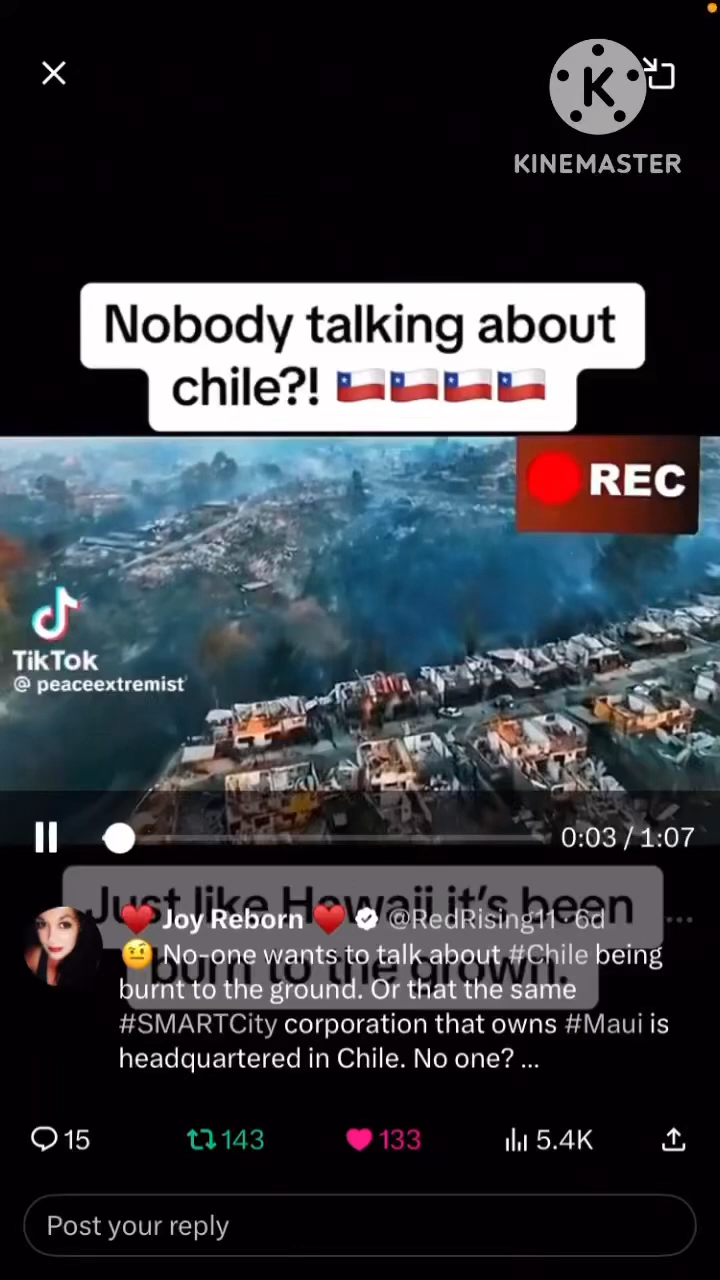 KINEMASTER
Nobody talking about
chile?! 🇨🇱🇨🇱🇨🇱🇨🇱
REC
TikTok
@ peaceextremist
0:03 / 1:07
Just like Hawaii it's been
burn to the grown.
♥️ Joy Reborn ♥️ @RedRising11 · 6d
🤨 No-one wants to talk about #Chile being
burnt to the ground. Or that the same
#SMARTCity corporation that owns #Maui is
headquartered in Chile. No one? ...
15
143
133
5.4K
Post your reply